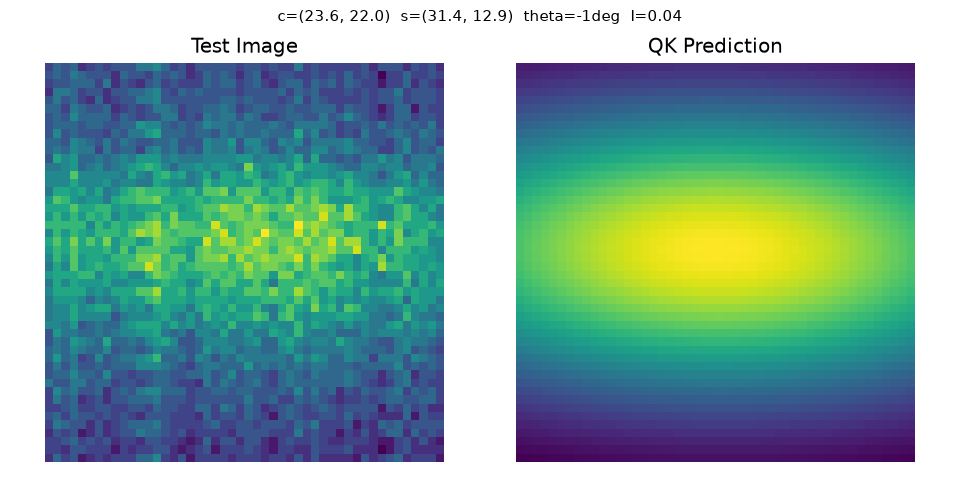 c=(23.6, 22.0)  s=(31.4, 12.9)  theta=-1deg  I=0.04
Test Image
QK Prediction